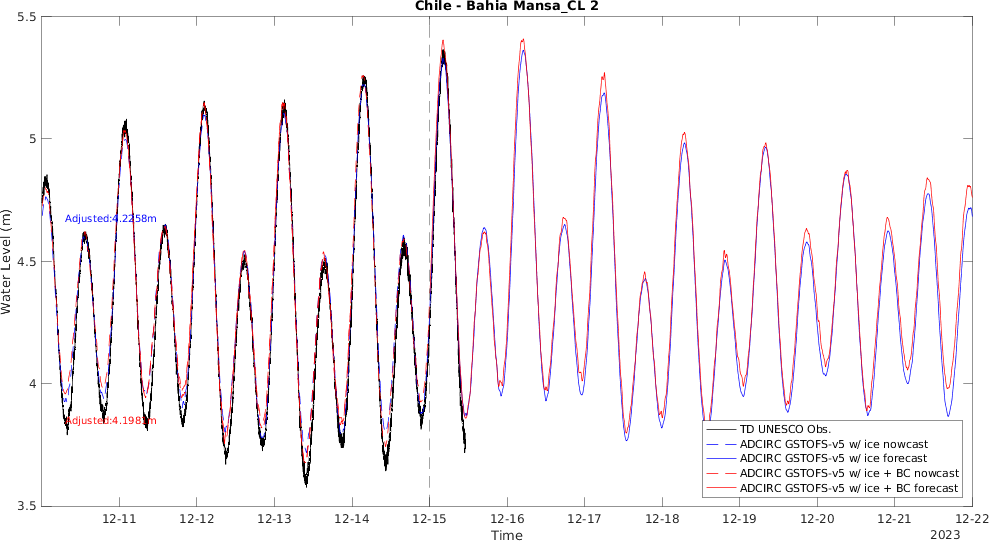 Chile - Bahia Mansa_CL 2
5.5
5
4.5
4
3.5
Water Level (m)
Adjusted:4.2258m
12-11
12-12
12-13
12-14
12-15
12-16
12-17
12-18
12-19
12-20
12-21
12-22
Time
2023
TD UNESCO Obs.
ADCIRC GSTOFS-v5 w/ ice nowcast
ADCIRC GSTOFS-v5 w/ ice forecast
ADCIRC GSTOFS-v5 w/ ice + BC nowcast
ADCIRC GSTOFS-v5 w/ ice + BC forecast